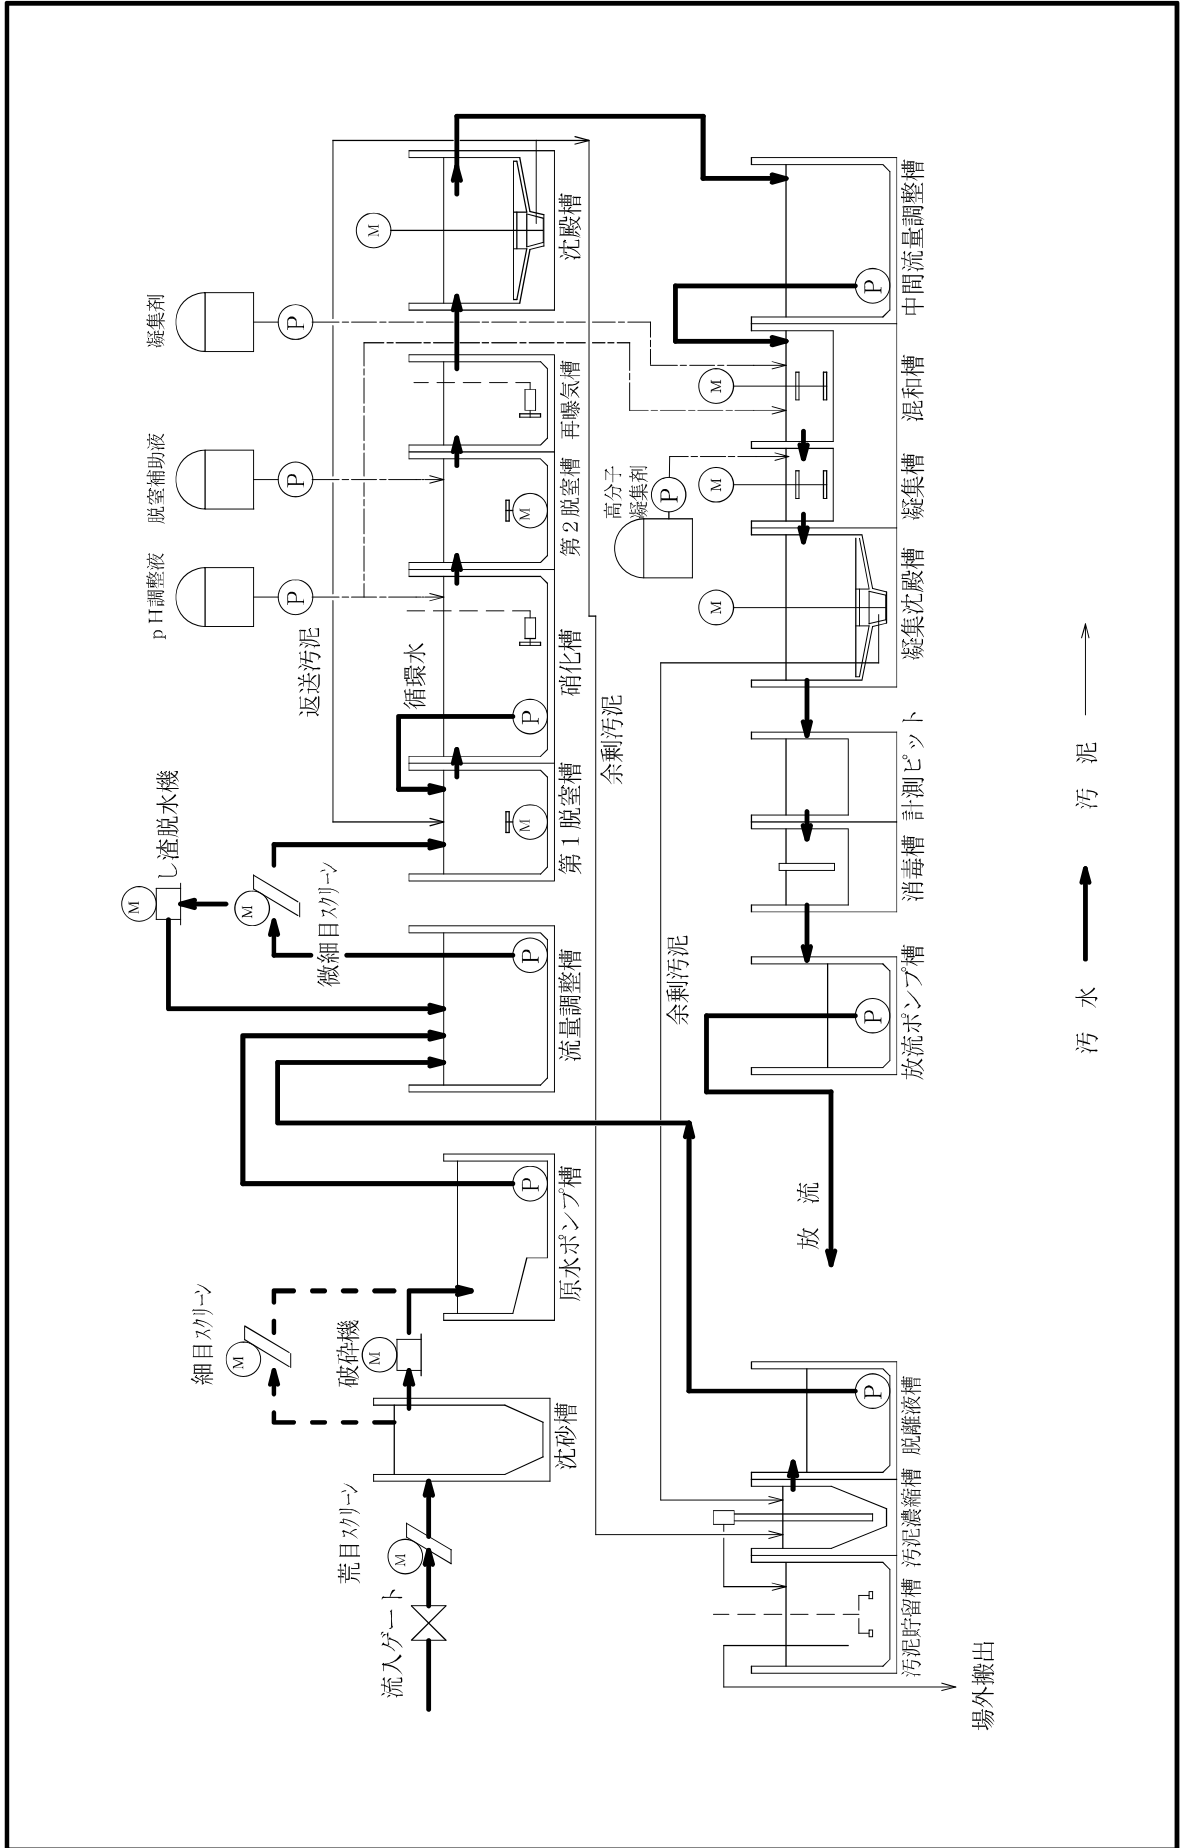 流入ゲート
荒目スクリーン
M
沈砂槽
細目スクリーン
M
破砕機
M
原水ポンプ槽
P
流量調整槽
P
微細目スクリーン
M
し渣脱水機
M
第1脱窒槽
M
返送汚泥
循環水
硝化槽
P
pH調整液
P
第2脱窒槽
M
脱窒補助液
P
再曝気槽
凝集剤
P
沈殿槽
M
余剰汚泥
中間流量調整槽
P
混和槽
M
凝集槽
M
高分子
凝集剤
P
凝集沈殿槽
M
計測ピット
消毒槽
放流ポンプ槽
P
放 流
余剰汚泥
脱離液槽
P
汚泥濃縮槽
汚泥貯留槽
場外搬出
汚 水
汚 泥